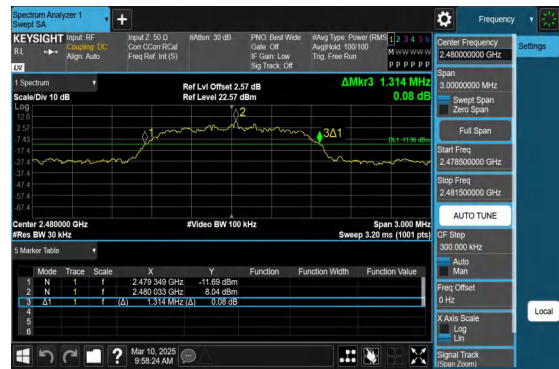 Spectrum Analyzer 1
Swept SA
+
Frequency
KEYSIGHT
RL
LXI
Input: RF
Coupling: DC
Align: Auto
Input Z: 50 Ω
Corr CCorr RCal
Freq Ref: Int (S)
#Atten: 30 dB
PNO: Best Wide
Gate: Off
IF Gain: Low
Sig Track: Off
#Avg Type: Power (RMS
Avg|Hold: 100/100
Trig: Free Run
1 2 3 4 5 6
M W W W W W
P P P P P P
1 Spectrum
Scale/Div 10 dB
Ref Lvl Offset 2.57 dB
Ref Level 22.57 dBm
ΔMkr3 1.314 MHz
0.08 dB
Log
12.6
2.57
-7.43
-17.4
-27.4
-37.4
-47.4
-57.4
-67.4
1
2
3Δ1
DL1 -11.96 dBm
Center 2.480000 GHz
#Res BW 30 kHz
#Video BW 100 kHz
Span 3.000 MHz
Sweep 3.20 ms (1001 pts)
5 Marker Table
Mode Trace Scale X Y Function Function Width Function Value
1 N 1 f 2.479 349 GHz -11.69 dBm
2 N 1 f 2.480 033 GHz 8.04 dBm
3 Δ1 1 f (Δ) 1.314 MHz (Δ) 0.08 dB
4
5
6
?
Mar 10, 2025
9:58:24 AM
Center Frequency
2.480000000 GHz
Span
3.00000000 MHz
Swept Span
Zero Span
Full Span
Start Freq
2.478500000 GHz
Stop Freq
2.481500000 GHz
AUTO TUNE
CF Step
300.000 kHz
Auto
Man
Freq Offset
0 Hz
X Axis Scale
Log
Lin
Signal Track
(Span Zoom)
Settings
Local